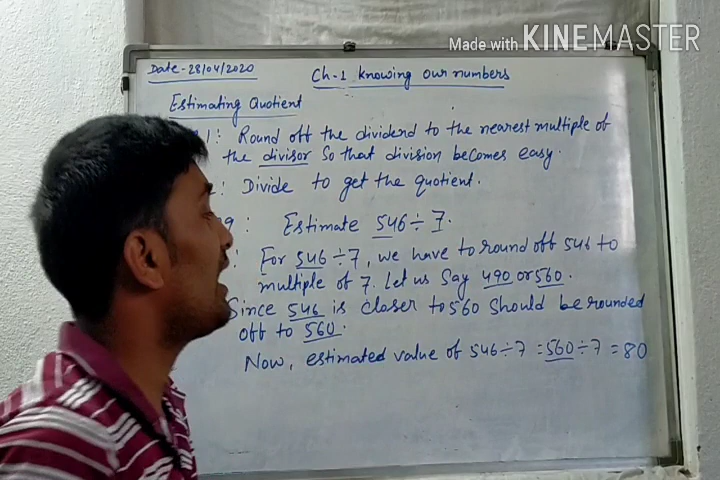 Made with KINEMASTER
Date-28/04/2020
Ch-1 knowing our numbers
Estimating Quotient
1: Round off the dividend to the nearest multiple of
the divisor so that division becomes easy.
: Divide to get the quotient.
: Estimate 546÷7.
: For 546÷7, we have to round off 546 to
multiple of 7. Let us say 490 or 560.
Since 546 is closer to 560 should be rounded
off to 560.
Now, estimated value of 546÷7 = 560÷7 = 80